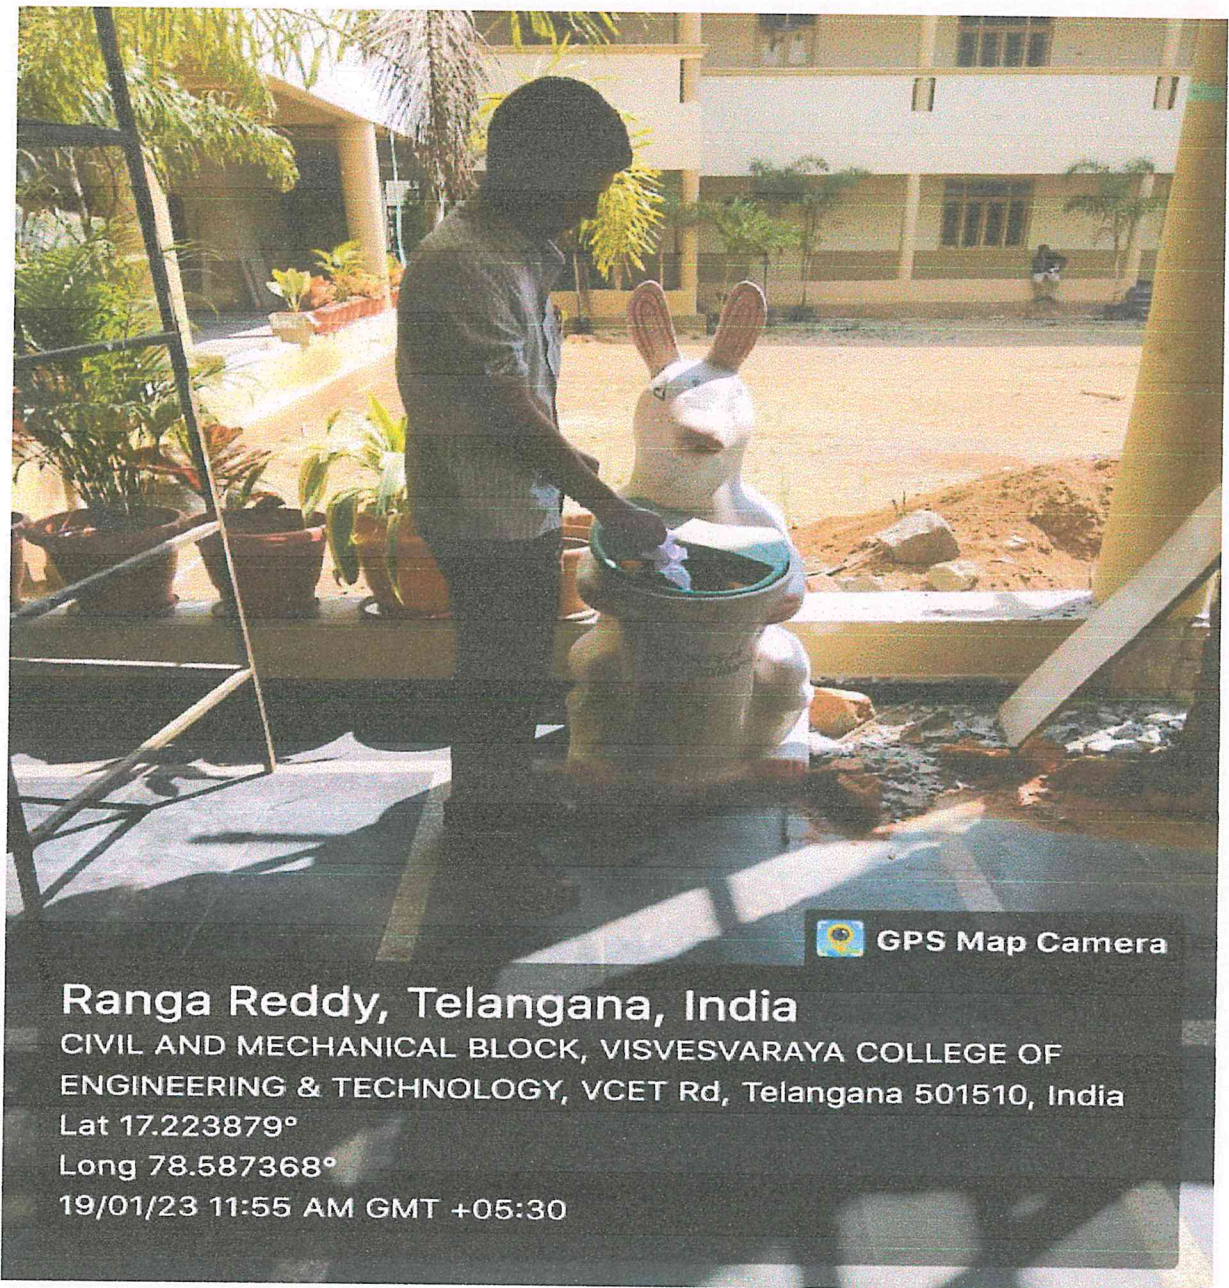 GPS Map Camera
Ranga Reddy, Telangana, India
CIVIL AND MECHANICAL BLOCK, VISVESVARAYA COLLEGE OF
ENGINEERING & TECHNOLOGY, VCET Rd, Telangana 501510, India
Lat 17.223879°
Long 78.587368°
19/01/23 11:55 AM GMT +05:30